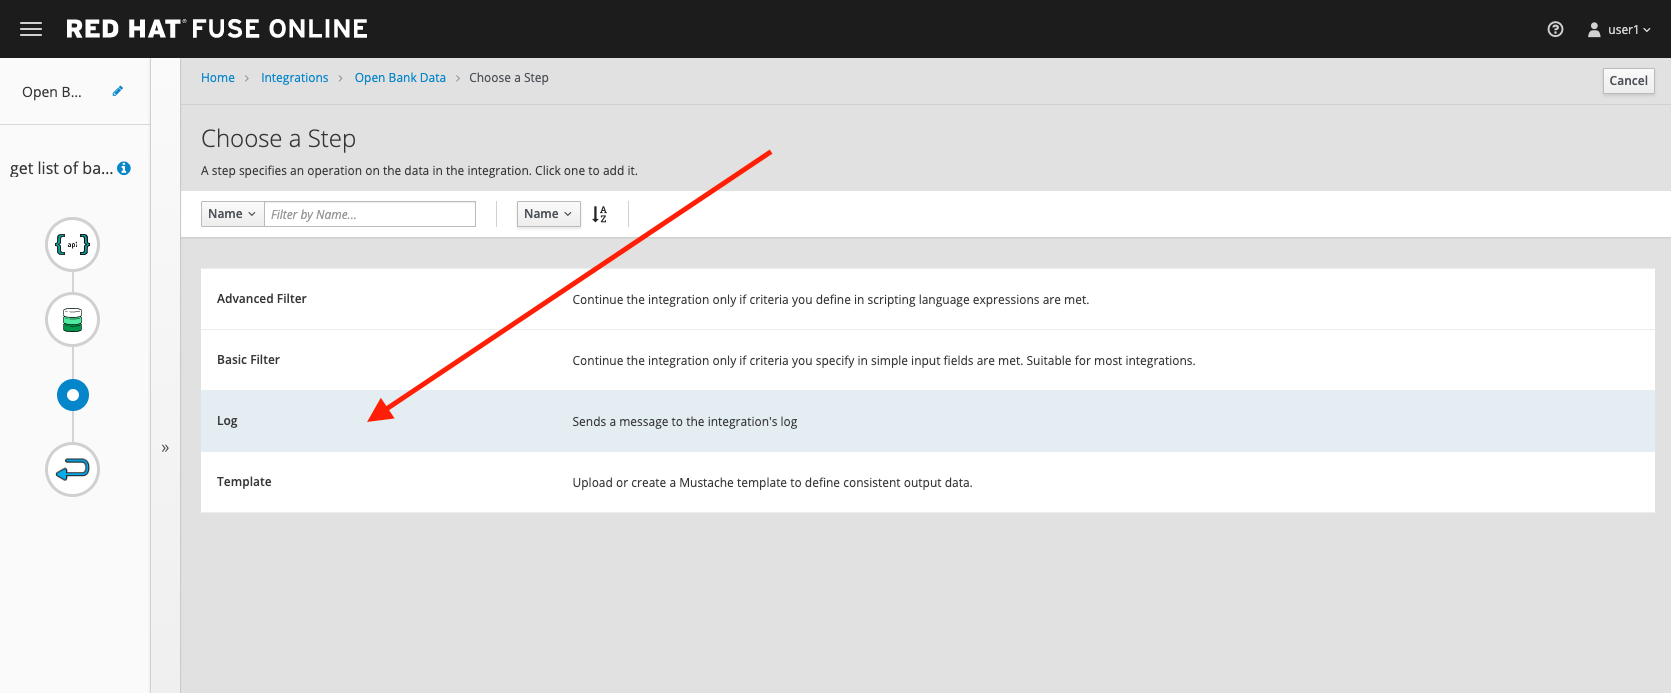 RED HAT® FUSE ONLINE
user1
Open B...
Home > Integrations > Open Bank Data > Choose a Step
Cancel
get list of ba...
Choose a Step
A step specifies an operation on the data in the integration. Click one to add it.
Name Filter by Name... Name A Z
{ api }
Advanced Filter Continue the integration only if criteria you define in scripting language expressions are met.
Basic Filter Continue the integration only if criteria you specify in simple input fields are met. Suitable for most integrations.
Log Sends a message to the integration's log
»
Template Upload or create a Mustache template to define consistent output data.